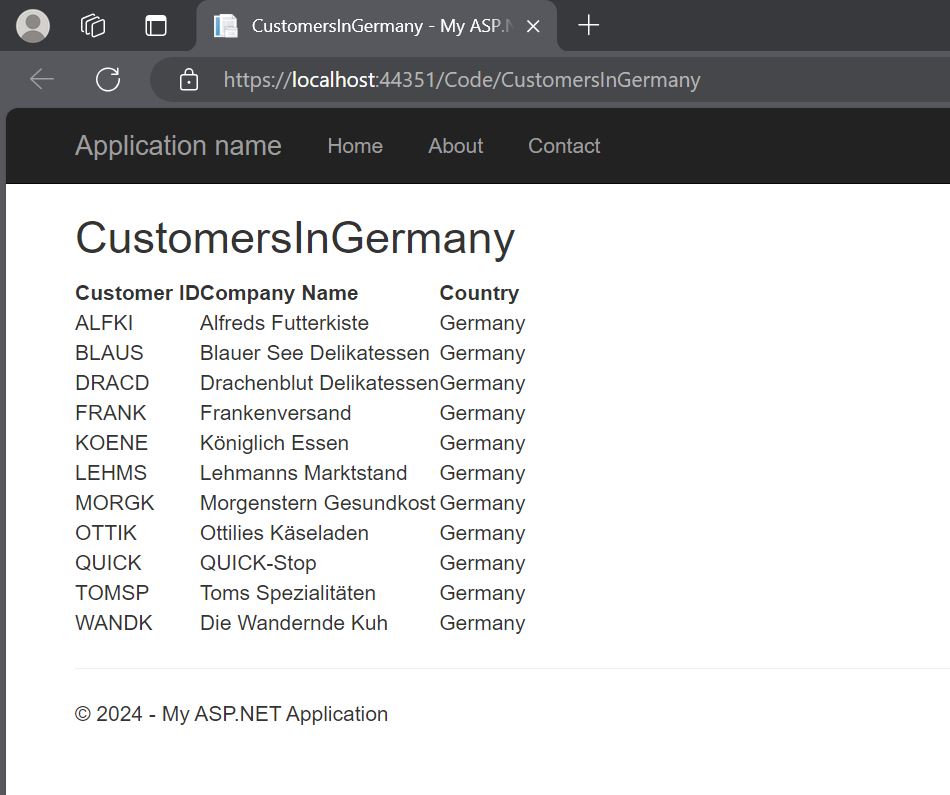 CustomersInGermany - My ASP.N
https://localhost:44351/Code/CustomersInGermany
Application name Home About Contact
CustomersInGermany
Customer ID Company Name Country
ALFKI Alfreds Futterkiste Germany
BLAUS Blauer See Delikatessen Germany
DRACD Drachenblut Delikatessen Germany
FRANK Frankenversand Germany
KOENE Königlich Essen Germany
LEHMS Lehmanns Marktstand Germany
MORGK Morgenstern Gesundkost Germany
OTTIK Ottilies Käseladen Germany
QUICK QUICK-Stop Germany
TOMSP Toms Spezialitäten Germany
WANDK Die Wandernde Kuh Germany
© 2024 - My ASP.NET Application